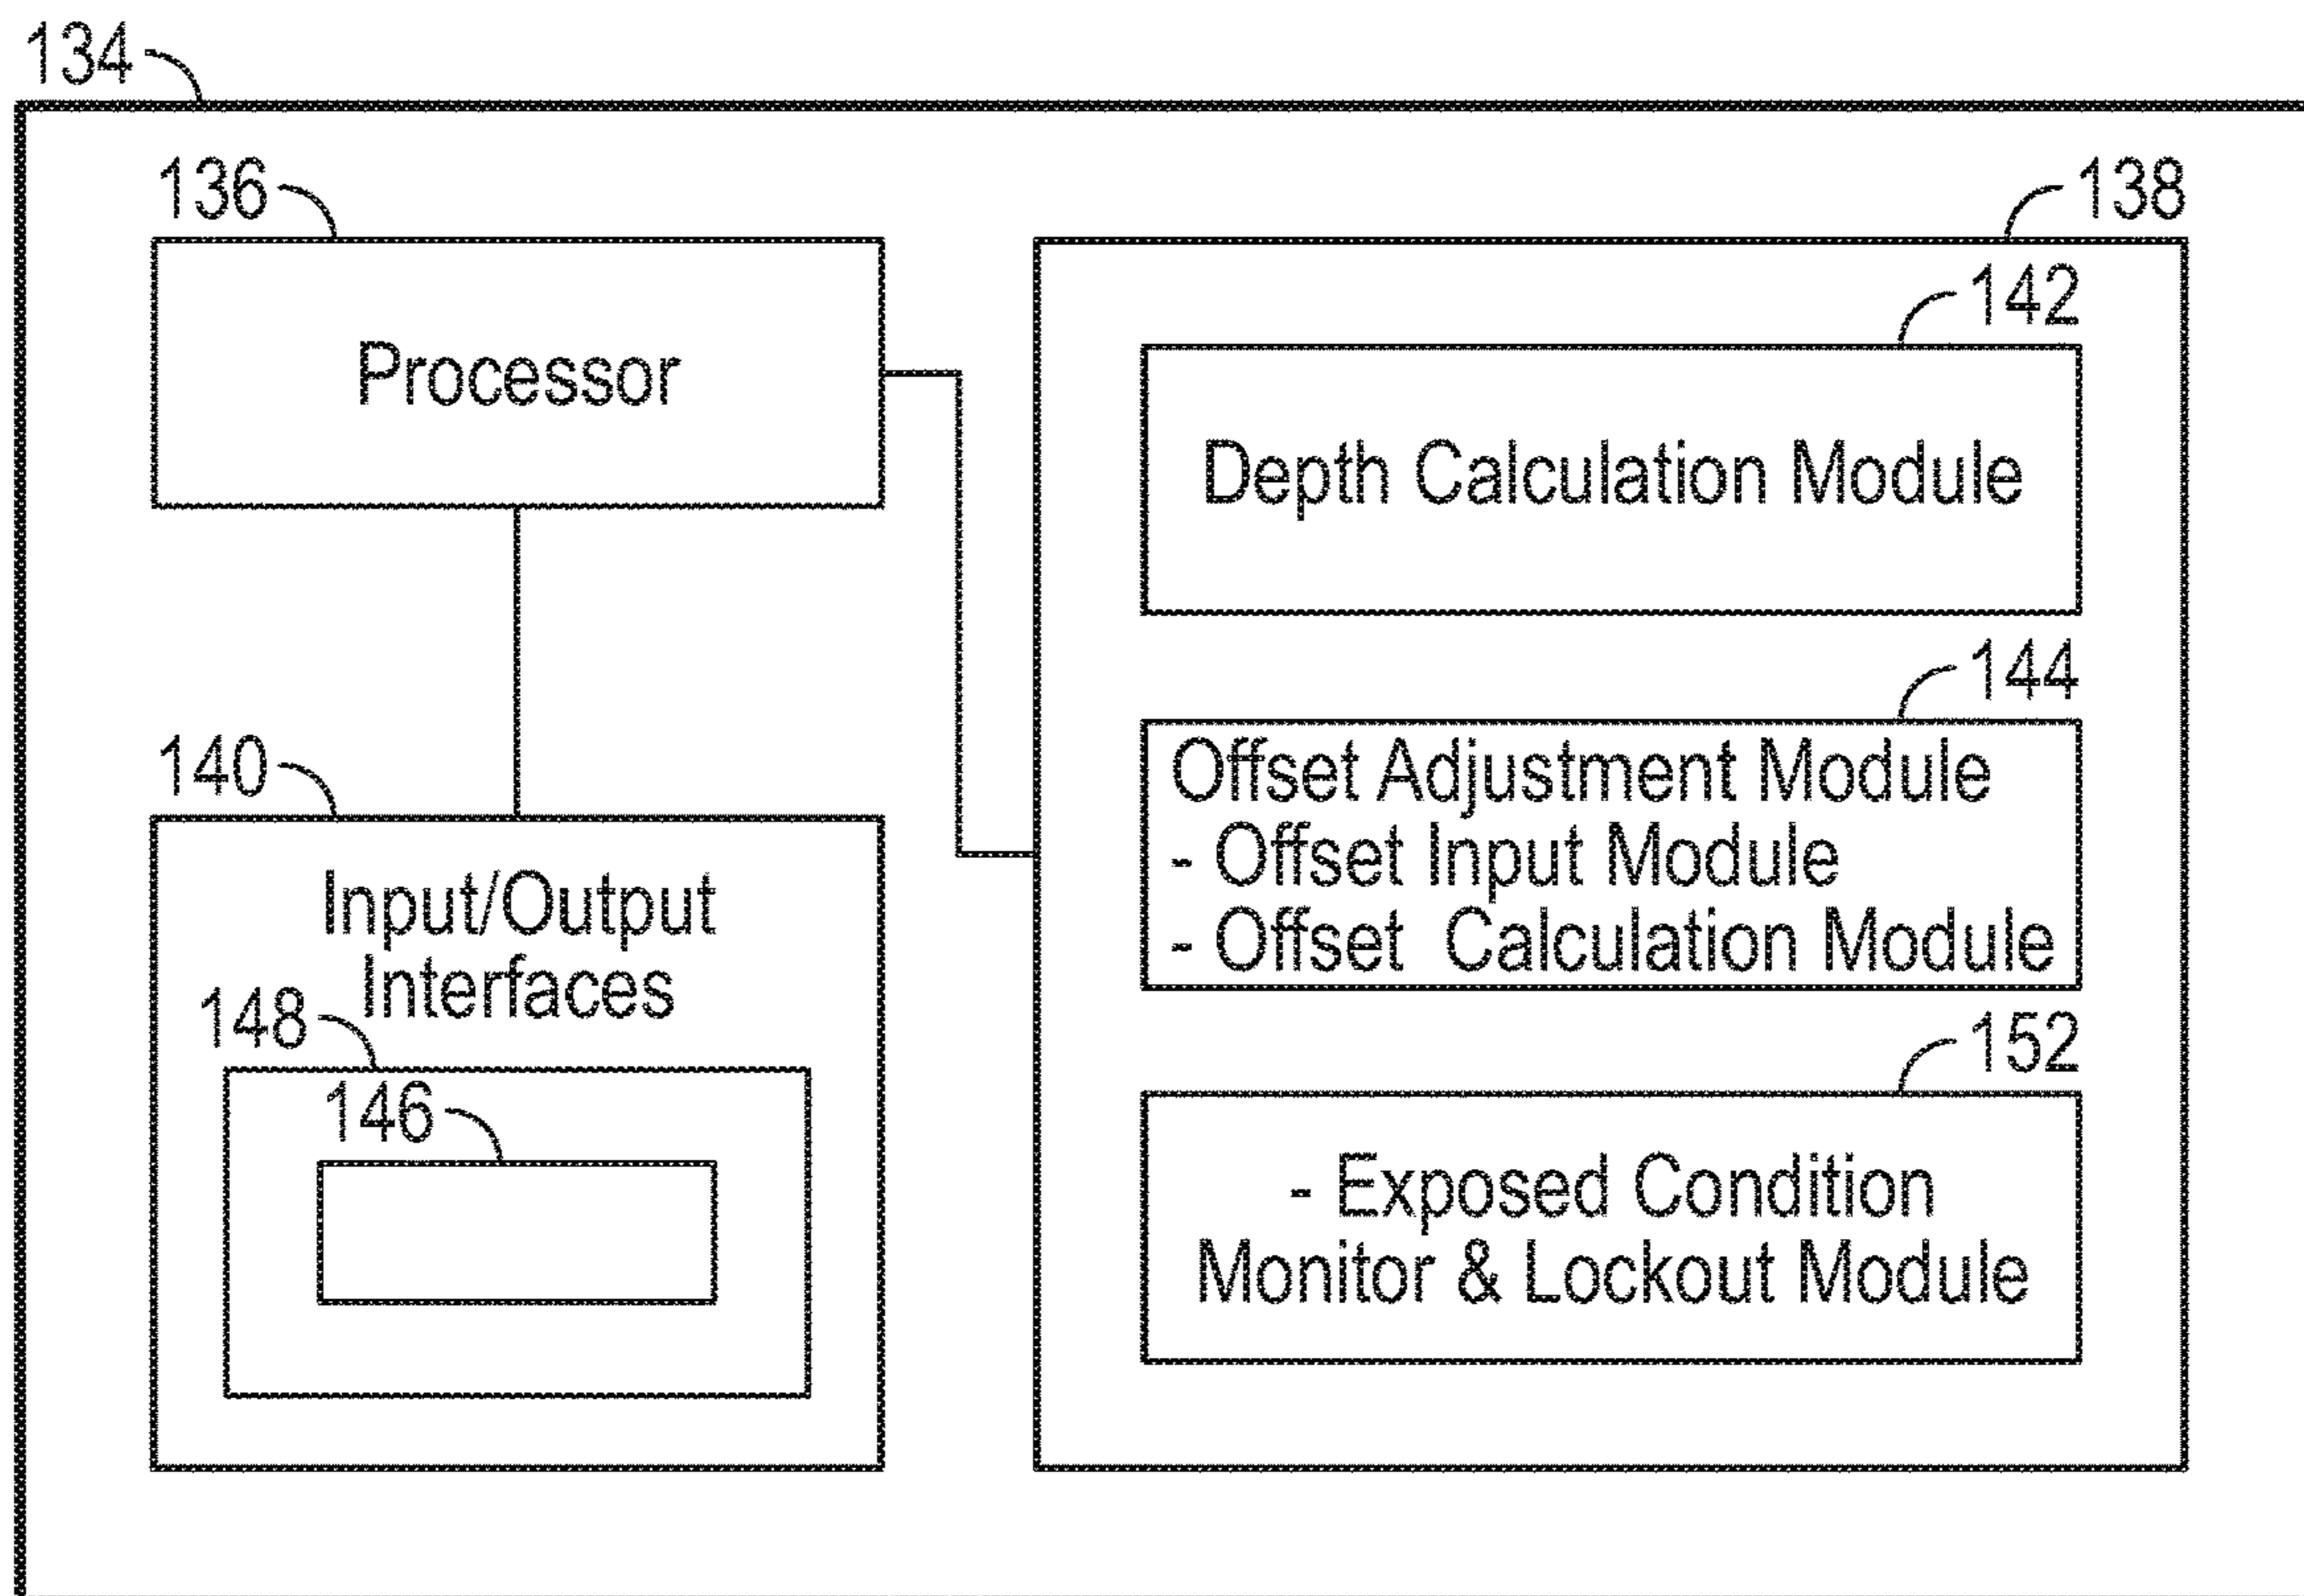 134
136
138
Processor
142
Depth Calculation Module
144
Offset Adjustment Module
- Offset Input Module
- Offset Calculation Module
140
Input/Output
Interfaces
148
146
152
- Exposed Condition
Monitor & Lockout Module